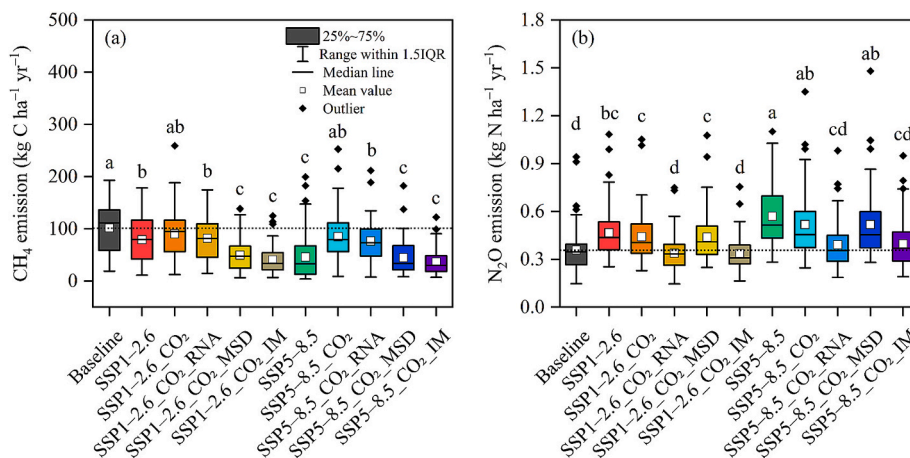 (a)
25%~75%
Range within 1.5IQR
Median line
Mean value
Outlier
CH₄ emission (kg C ha⁻¹ yr⁻¹)
500
400
300
200
100
0
a
b
ab
b
c
c
c
ab
b
c
c
Baseline
SSP1−2.6
SSP1−2.6_CO₂
SSP1−2.6_CO₂_RNA
SSP1−2.6_CO₂_MSD
SSP1−2.6_CO₂_IM
SSP5−8.5
SSP5−8.5_CO₂
SSP5−8.5_CO₂_RNA
SSP5−8.5_CO₂_MSD
SSP5−8.5_CO₂_IM
(b)
N₂O emission (kg N ha⁻¹ yr⁻¹)
1.8
1.5
1.2
0.9
0.6
0.3
0.0
d
bc
c
d
c
d
a
ab
cd
ab
cd
Baseline
SSP1−2.6
SSP1−2.6_CO₂
SSP1−2.6_CO₂_RNA
SSP1−2.6_CO₂_MSD
SSP1−2.6_CO₂_IM
SSP5−8.5
SSP5−8.5_CO₂
SSP5−8.5_CO₂_RNA
SSP5−8.5_CO₂_MSD
SSP5−8.5_CO₂_IM